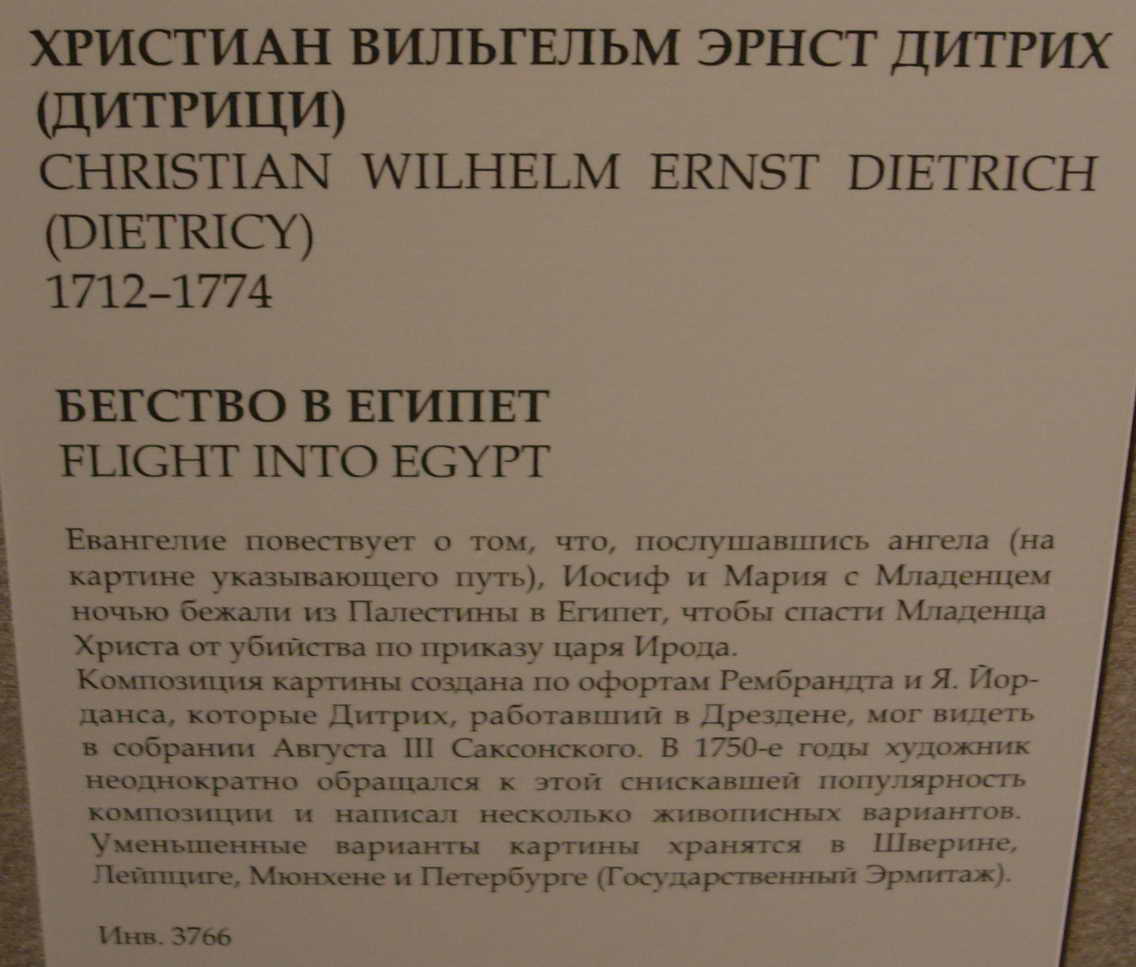 ХРИСТИАН ВИЛЬГЕЛЬМ ЭРНСТ ДИТРИХ
(ДИТРИЦИ)
CHRISTIAN WILHELM ERNST DIETRICH
(DIETRICY)
1712–1774
БЕГСТВО В ЕГИПЕТ
FLIGHT INTO EGYPT
Евангелие повествует о том, что, послушавшись ангела (на
картине указывающего путь), Иосиф и Мария с Младенцем
ночью бежали из Палестины в Египет, чтобы спасти Младенца
Христа от убийства по приказу царя Ирода.
Композиция картины создана по офортам Рембрандта и Я. Йор-
данса, которые Дитрих, работавший в Дрездене, мог видеть
в собрании Августа III Саксонского. В 1750-е годы художник
неоднократно обращался к этой снискавшей популярность
композиции и написал несколько живописных вариантов.
Уменьшенные варианты картины хранятся в Шверине,
Лейпциге, Мюнхене и Петербурге (Государственный Эрмитаж).
Инв. 3766